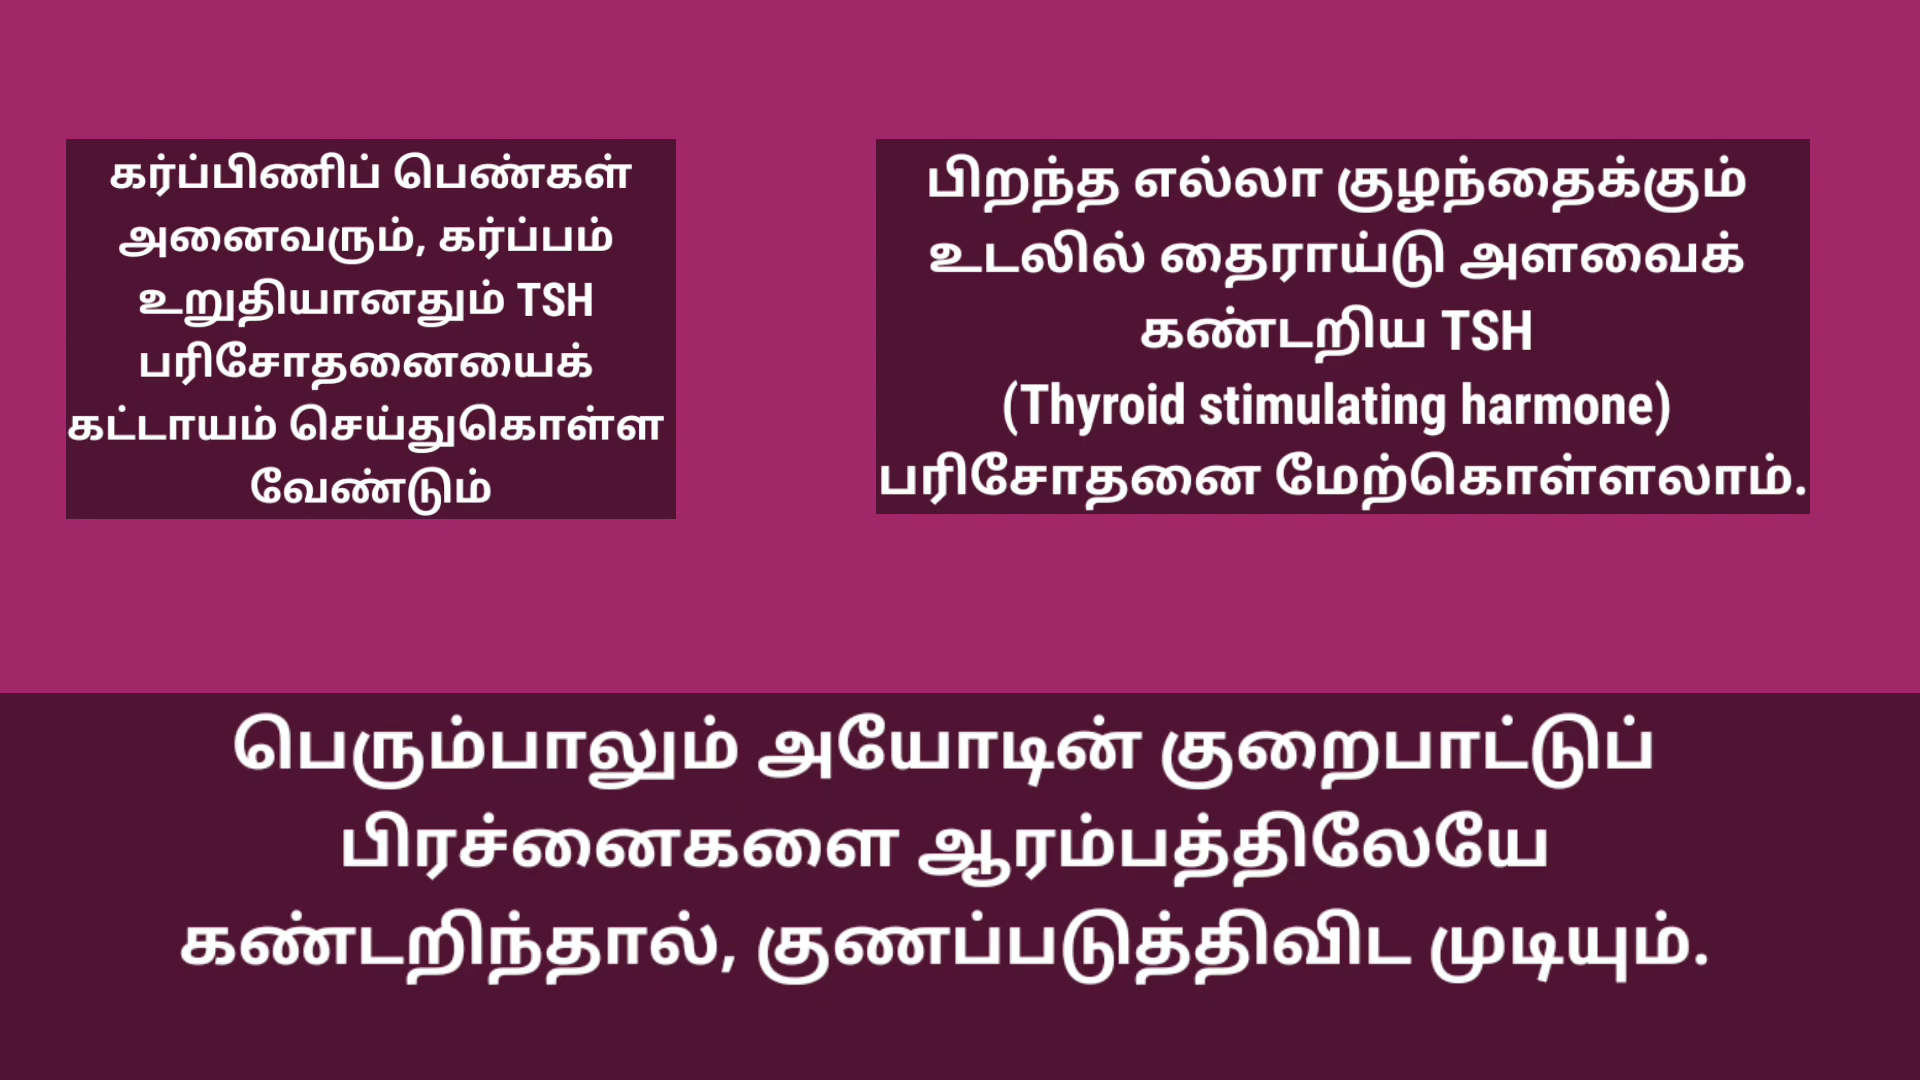 கர்ப்பிணிப் பெண்கள்
அனைவரும், கர்ப்பம்
உறுதியானதும் TSH
பரிசோதனையைக்
கட்டாயம் செய்துகொள்ள
வேண்டும்
பிறந்த எல்லா குழந்தைக்கும்
உடலில் தைராய்டு அளவைக்
கண்டறிய TSH
(Thyroid stimulating harmone)
பரிசோதனை மேற்கொள்ளலாம்.
பெரும்பாலும் அயோடின் குறைபாட்டுப்
பிரச்னைகளை ஆரம்பத்திலேயே
கண்டறிந்தால், குணப்படுத்திவிட முடியும்.